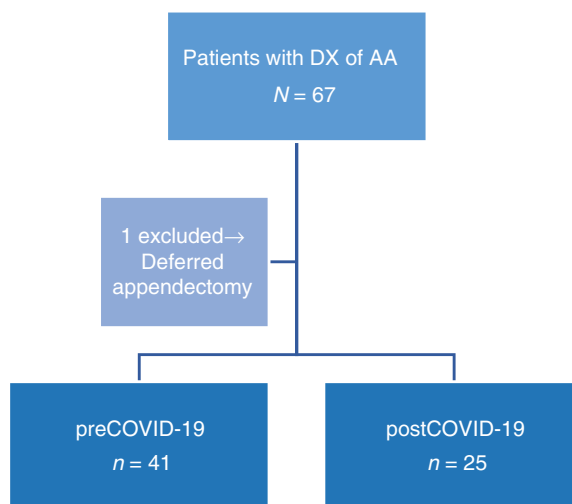 Patients with DX of AA
N = 67
1 excluded→
Deferred
appendectomy
preCOVID-19
n = 41
postCOVID-19
n = 25